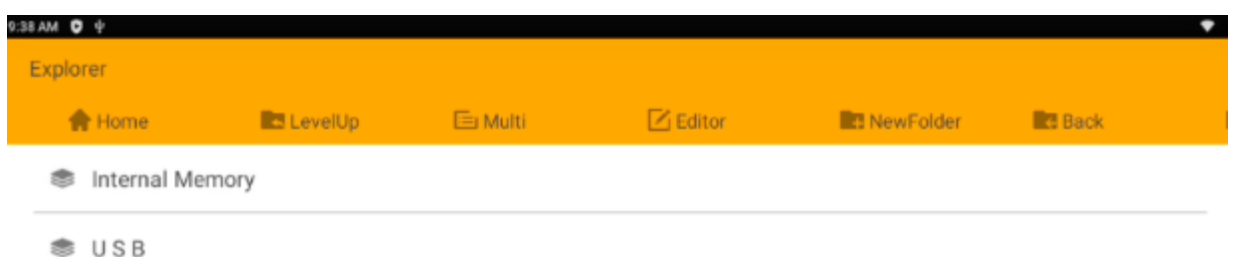 9:38 AM
Explorer
Home LevelUp Multi Editor NewFolder Back
Internal Memory
U S B